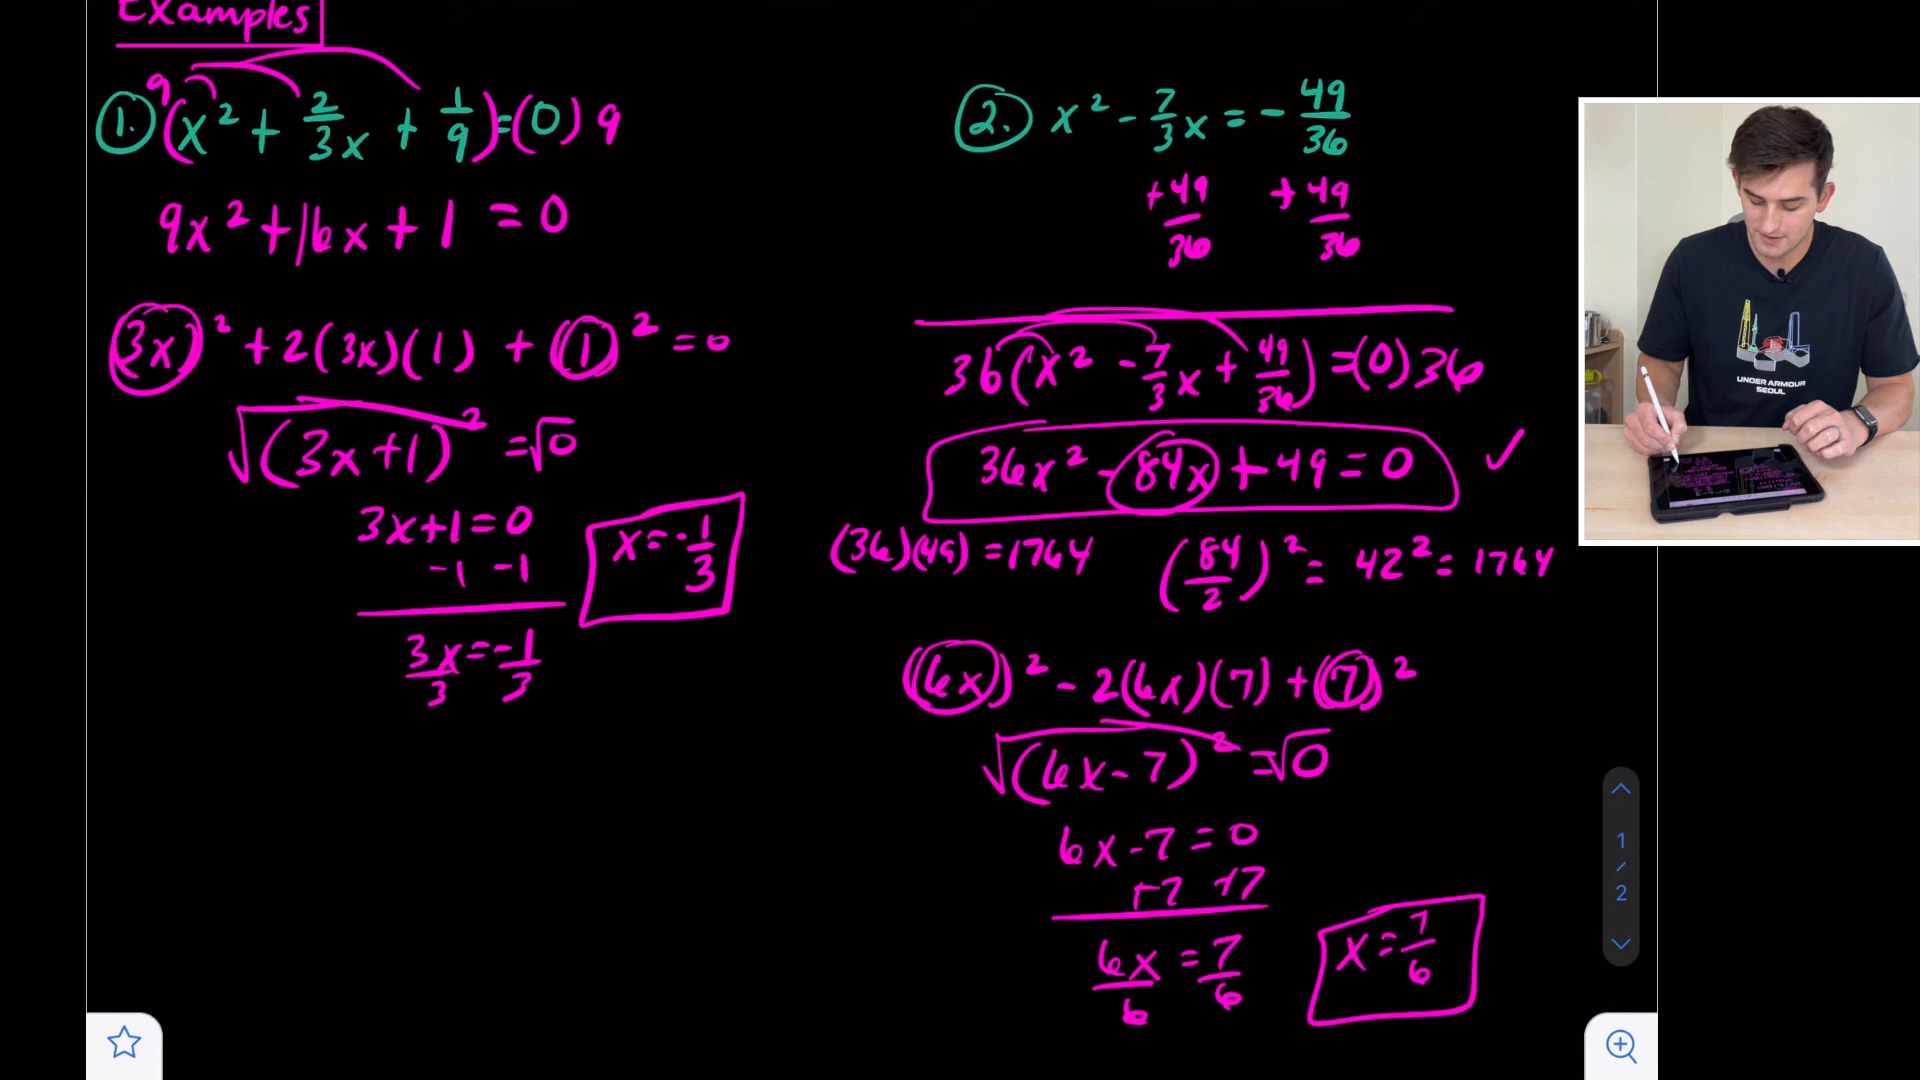 Examples
1. 9(x² + 2/3x + 1/9) = (0)9
9x² + 16x + 1 = 0
(3x)² + 2(3x)(1) + (1)² = 0
√(3x+1)² = √0
3x+1 = 0
-1 -1
3x/3 = -1/3
x = -1/3
2. x² - 7/3x = - 49/36
+ 49/36 + 49/36
36(x² - 7/3x + 49/36) = (0)36
36x² - 84x + 49 = 0 ✓
(36)(49) = 1764
(84/2)² = 42² = 1764
(6x)² - 2(6x)(7) + (7)²
√(6x-7)² = √0
6x - 7 = 0
+7 +7
6x/6 = 7/6
x = 7/6
UNDER ARMOUR
SEOUL
1
/
2